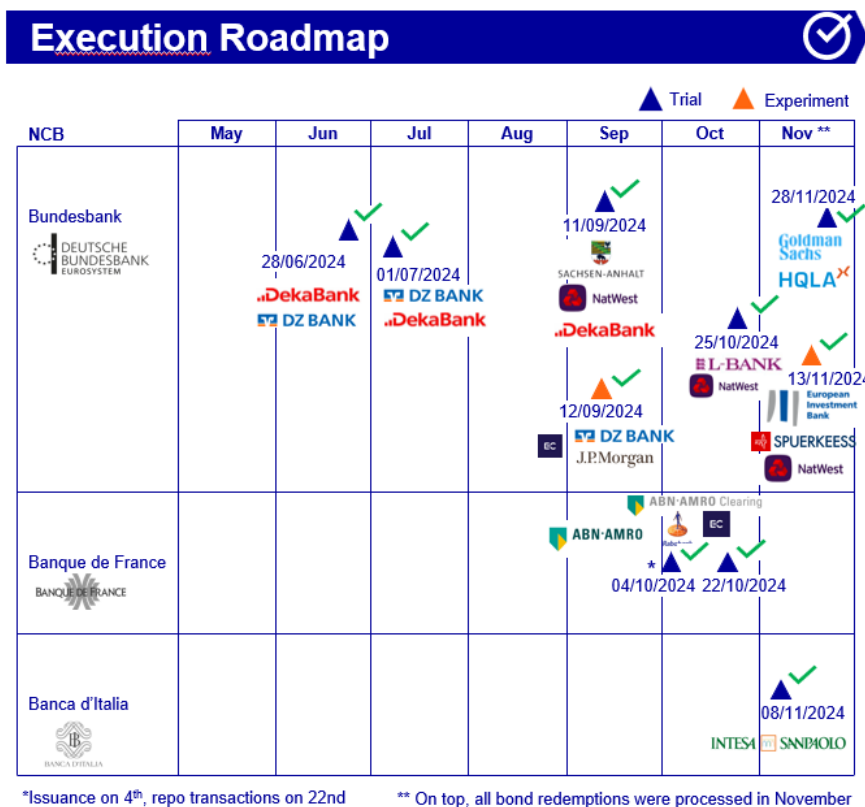 Execution Roadmap
Trial
Experiment
NCB
May
Jun
Jul
Aug
Sep
Oct
Nov **
Bundesbank
DEUTSCHE
BUNDESBANK
EUROSYSTEM
28/06/2024
DekaBank
DZ BANK
01/07/2024
DZ BANK
DekaBank
11/09/2024
SACHSEN-ANHALT
NatWest
DekaBank
12/09/2024
EC
DZ BANK
J.P.Morgan
25/10/2024
L-BANK
NatWest
28/11/2024
Goldman
Sachs
HQLAX
13/11/2024
European
Investment
Bank
SPUERKEESS
NatWest
Banque de France
BANQUE DE FRANCE
ABN·AMRO
ABN·AMRO Clearing
EC
*
04/10/2024
22/10/2024
Banca d'Italia
BANCA D'ITALIA
08/11/2024
INTESA SANPAOLO
*Issuance on 4th, repo transactions on 22nd
** On top, all bond redemptions were processed in November